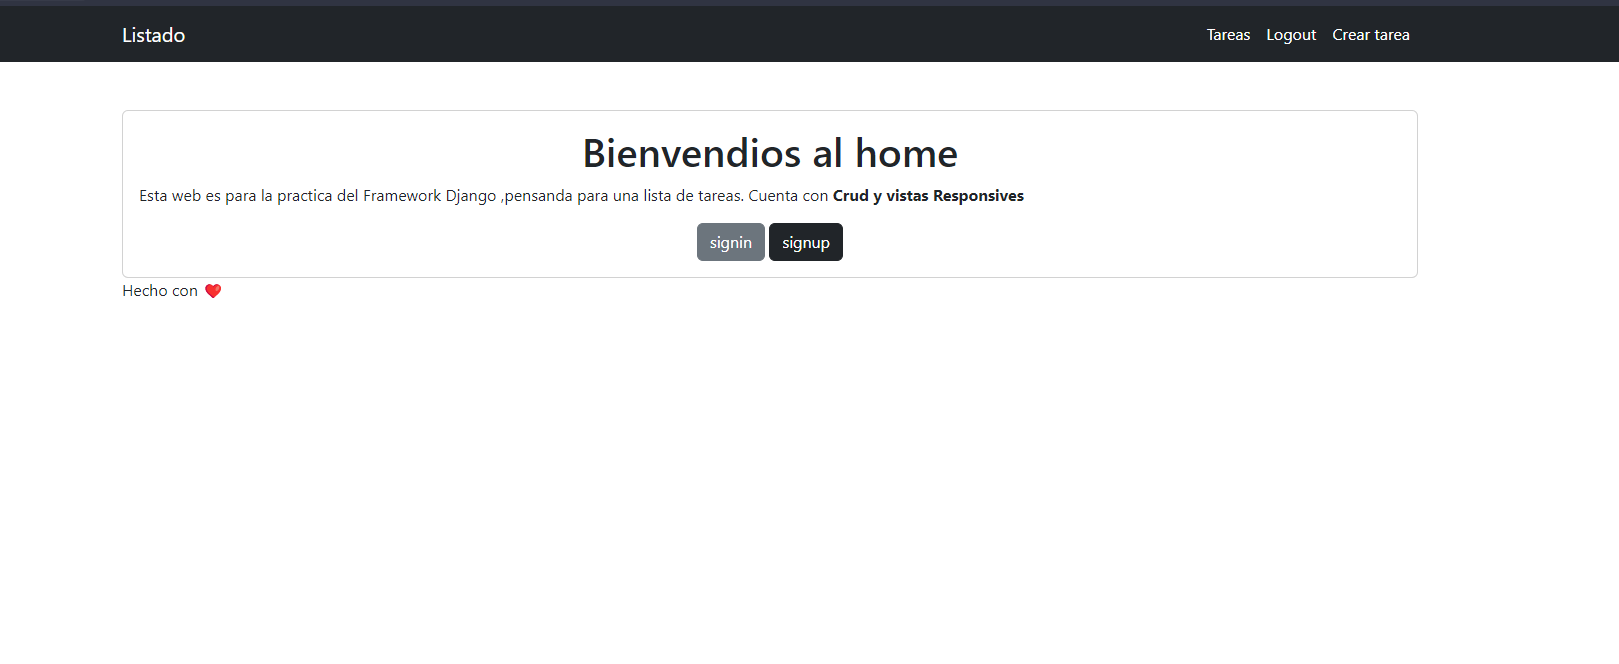 Listado Tareas Logout Crear tarea
Bienvendios al home
Esta web es para la practica del Framework Django ,pensanda para una lista de tareas. Cuenta con Crud y vistas Responsives
signin signup
Hecho con ❤️